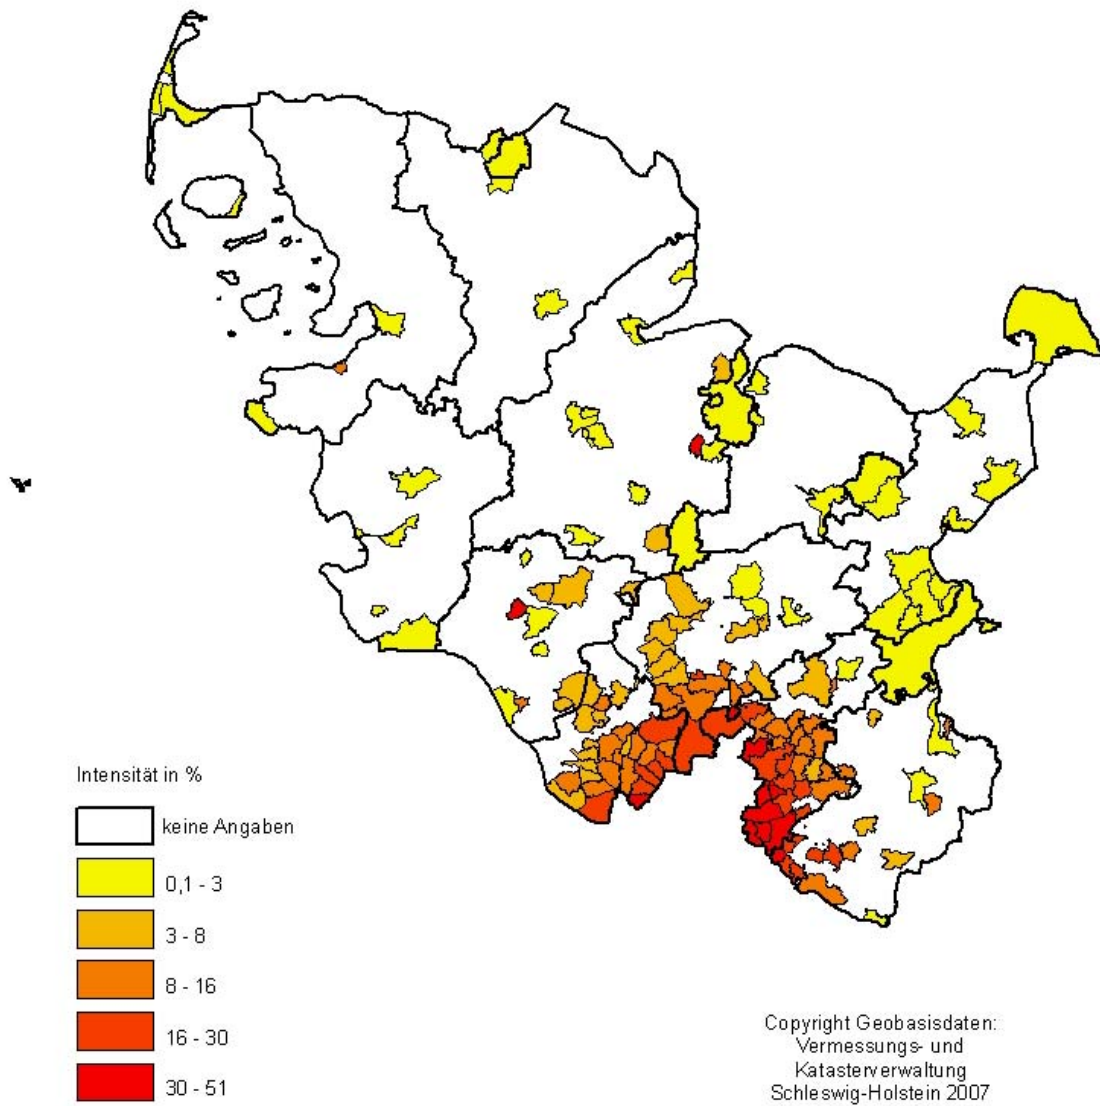 Intensität in %
keine Angaben
0,1 - 3
3 - 8
8 - 16
16 - 30
30 - 51
Copyright Geobasisdaten:
Vermessungs- und
Katasterverwaltung
Schleswig-Holstein 2007